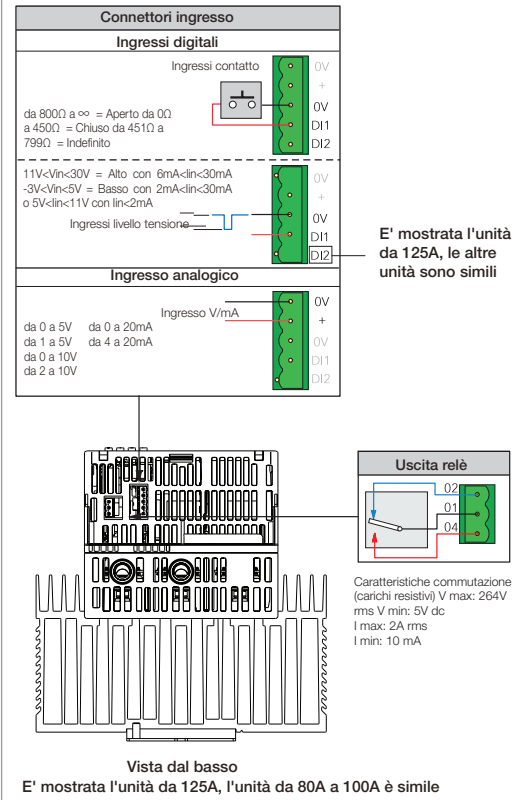 Connettori ingresso
Ingressi digitali
Ingressi contatto
0V
+
0V
DI1
DI2
da 800Ω a ∞ = Aperto da 0Ω
a 450Ω = Chiuso da 451Ω a
799Ω = Indefinito
11V<Vin<30V = Alto con 6mA<Iin<30mA
-3V<Vin<5V = Basso con 2mA<Iin<30mA
o 5V<Iin<11V con Iin<2mA
Ingressi livello tensione
0V
+
0V
DI1
DI2
E' mostrata l'unità
da 125A, le altre
unità sono simili
Ingresso analogico
Ingresso V/mA
da 0 a 5V da 0 a 20mA
da 1 a 5V da 4 a 20mA
da 0 a 10V
da 2 a 10V
0V
+
0V
DI1
DI2
Uscita relè
02
01
04
Caratteristiche commutazione
(carichi resistivi) V max: 264V
rms V min: 5V dc
I max: 2A rms
I min: 10 mA
Vista dal basso
E' mostrata l'unità da 125A, l'unità da 80A a 100A è simile